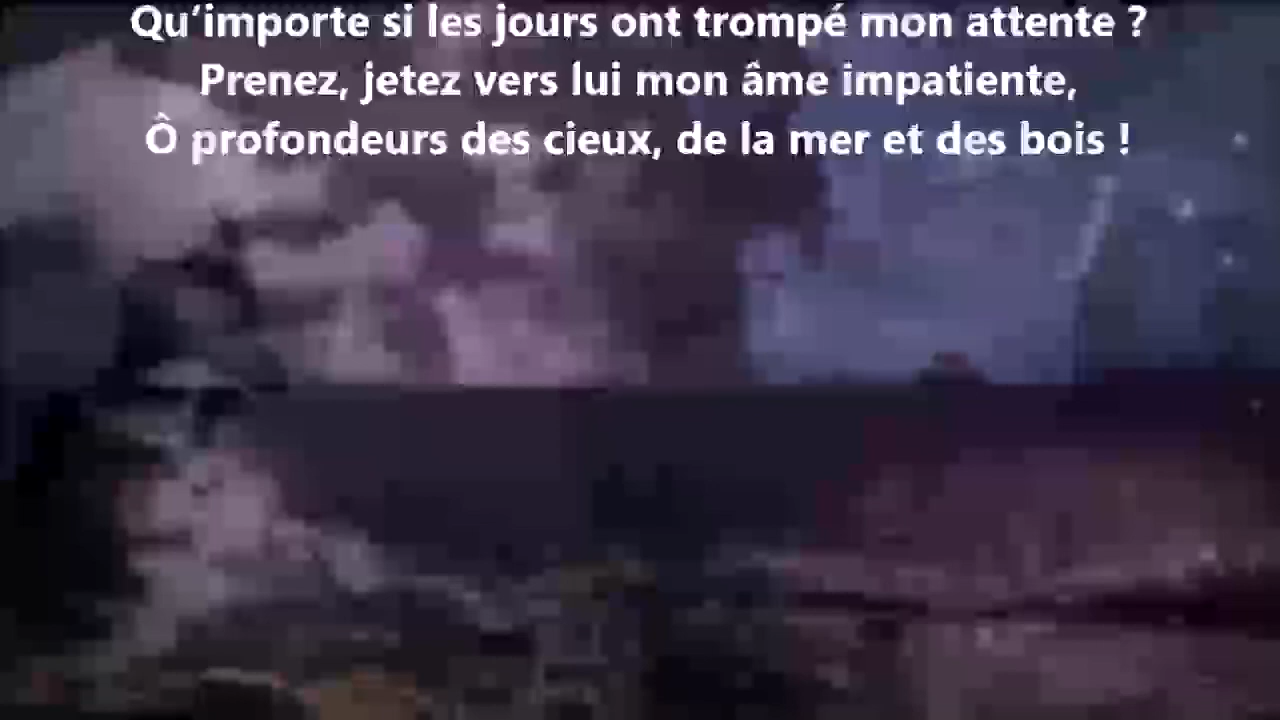 Qu’importe si les jours ont trompé mon attente ?
Prenez, jetez vers lui mon âme impatiente,
Ô profondeurs des cieux, de la mer et des bois !